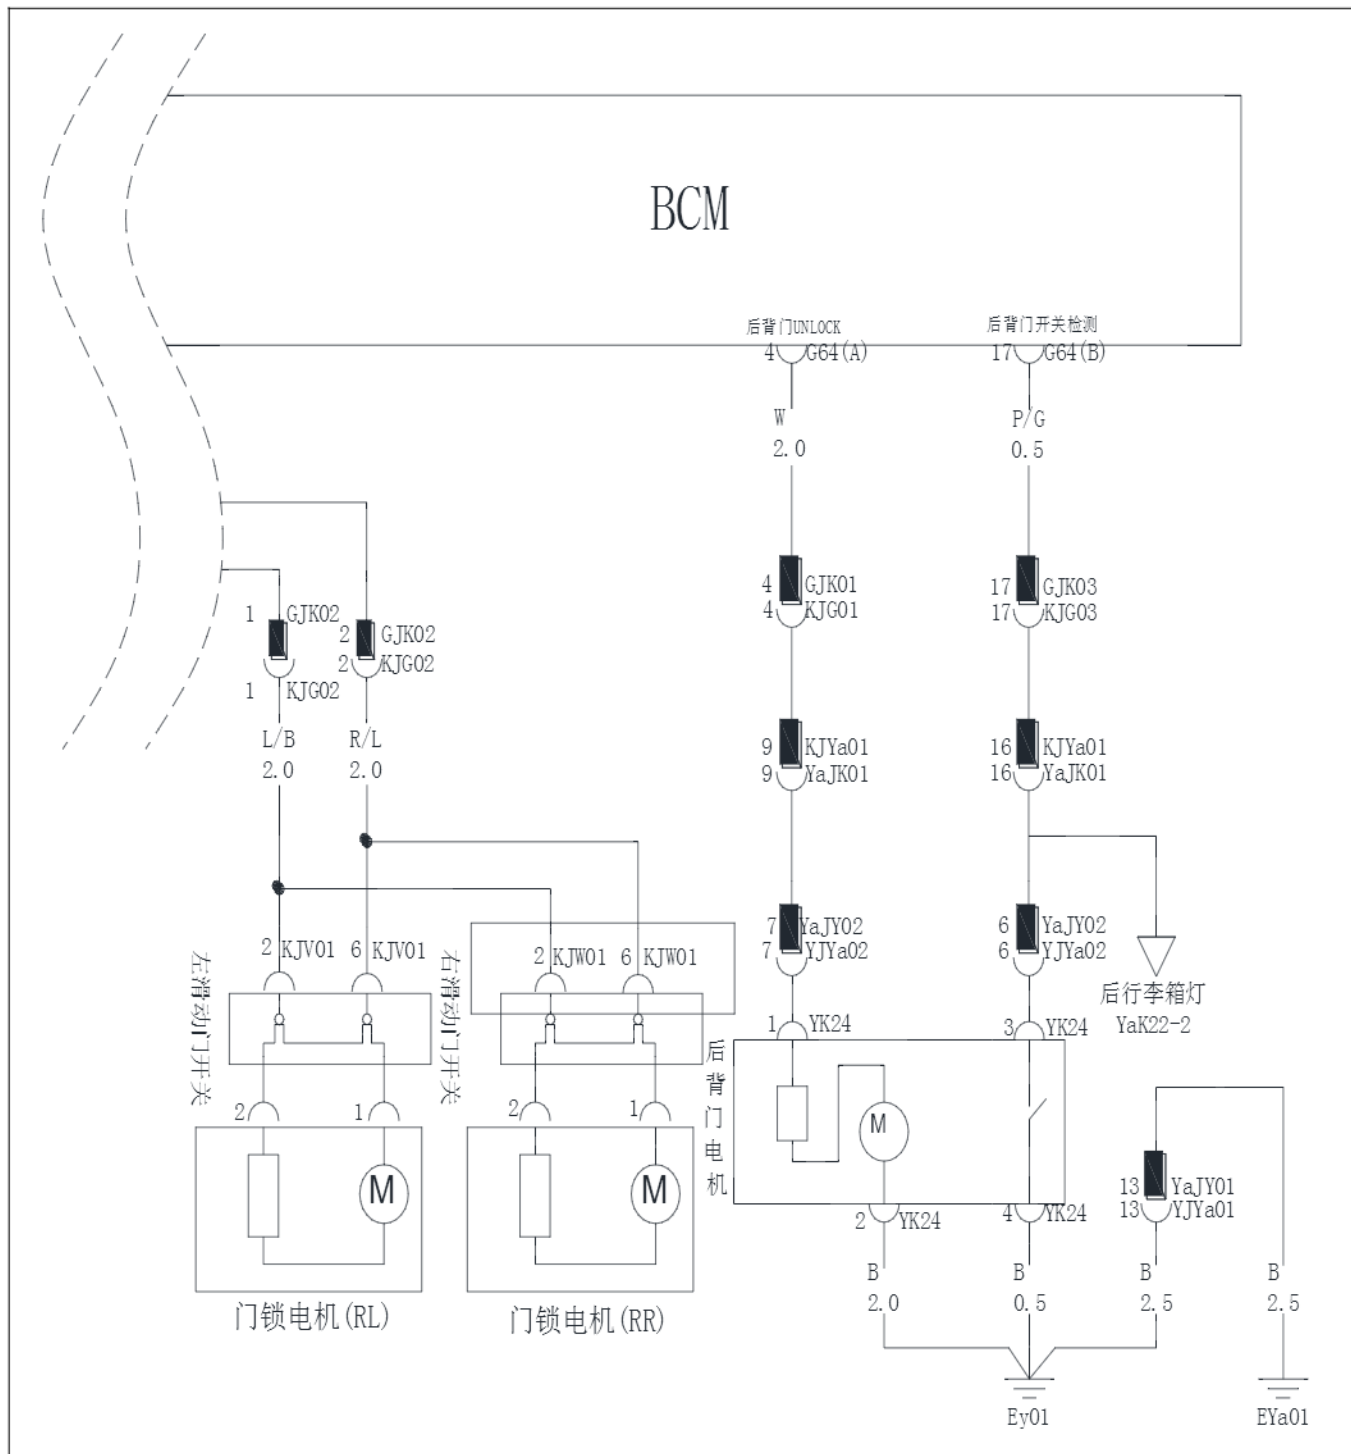 BCM
后背门UNLOCK
后背门开关检测
4 G64(A)
17 G64(B)
W
2.0
P/G
0.5
4 GJK01
4 KJG01
17 GJK03
17 KJG03
1 GJK02
1 KJG02
2 GJK02
2 KJG02
L/B
2.0
R/L
2.0
9 KJYa01
9 YaJK01
16 KJYa01
16 YaJK01
7 YaJY02
7 YJYa02
6 YaJY02
6 YJYa02
后行李箱灯
YaK22-2
左滑动门开关
2 KJV01
6 KJV01
右滑动门开关
2 KJW01
6 KJW01
1 YK24
3 YK24
后背门电机
M
2 YK24
4 YK24
2
1
M
门锁电机(RL)
2
1
M
门锁电机(RR)
13 YaJY01
13 YJYa01
B
2.0
B
0.5
B
2.5
B
2.5
Ey01
EYa01